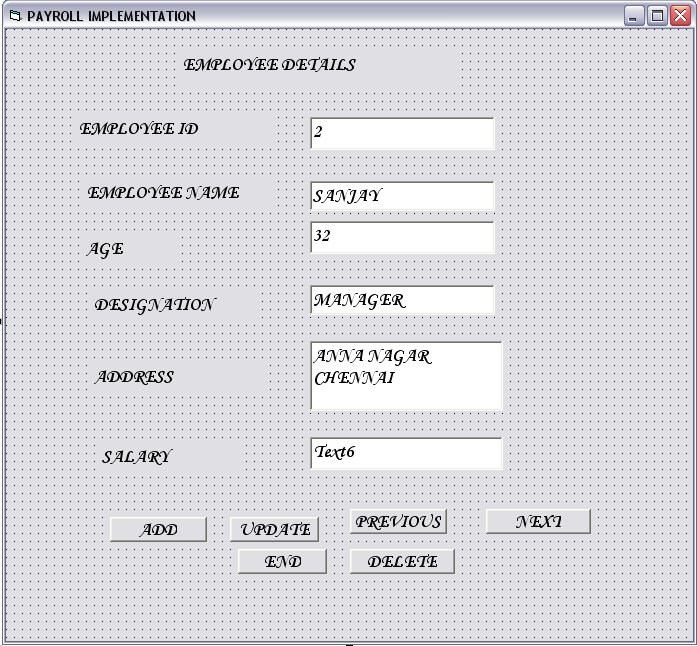 PAYROLL IMPLEMENTATION
EMPLOYEE DETAILS
EMPLOYEE ID 2
EMPLOYEE NAME SANJAY
AGE 32
DESIGNATION MANAGER
ADDRESS ANNA NAGAR
CHENNAI
SALARY Text6
ADD UPDATE PREVIOUS NEXT
END DELETE